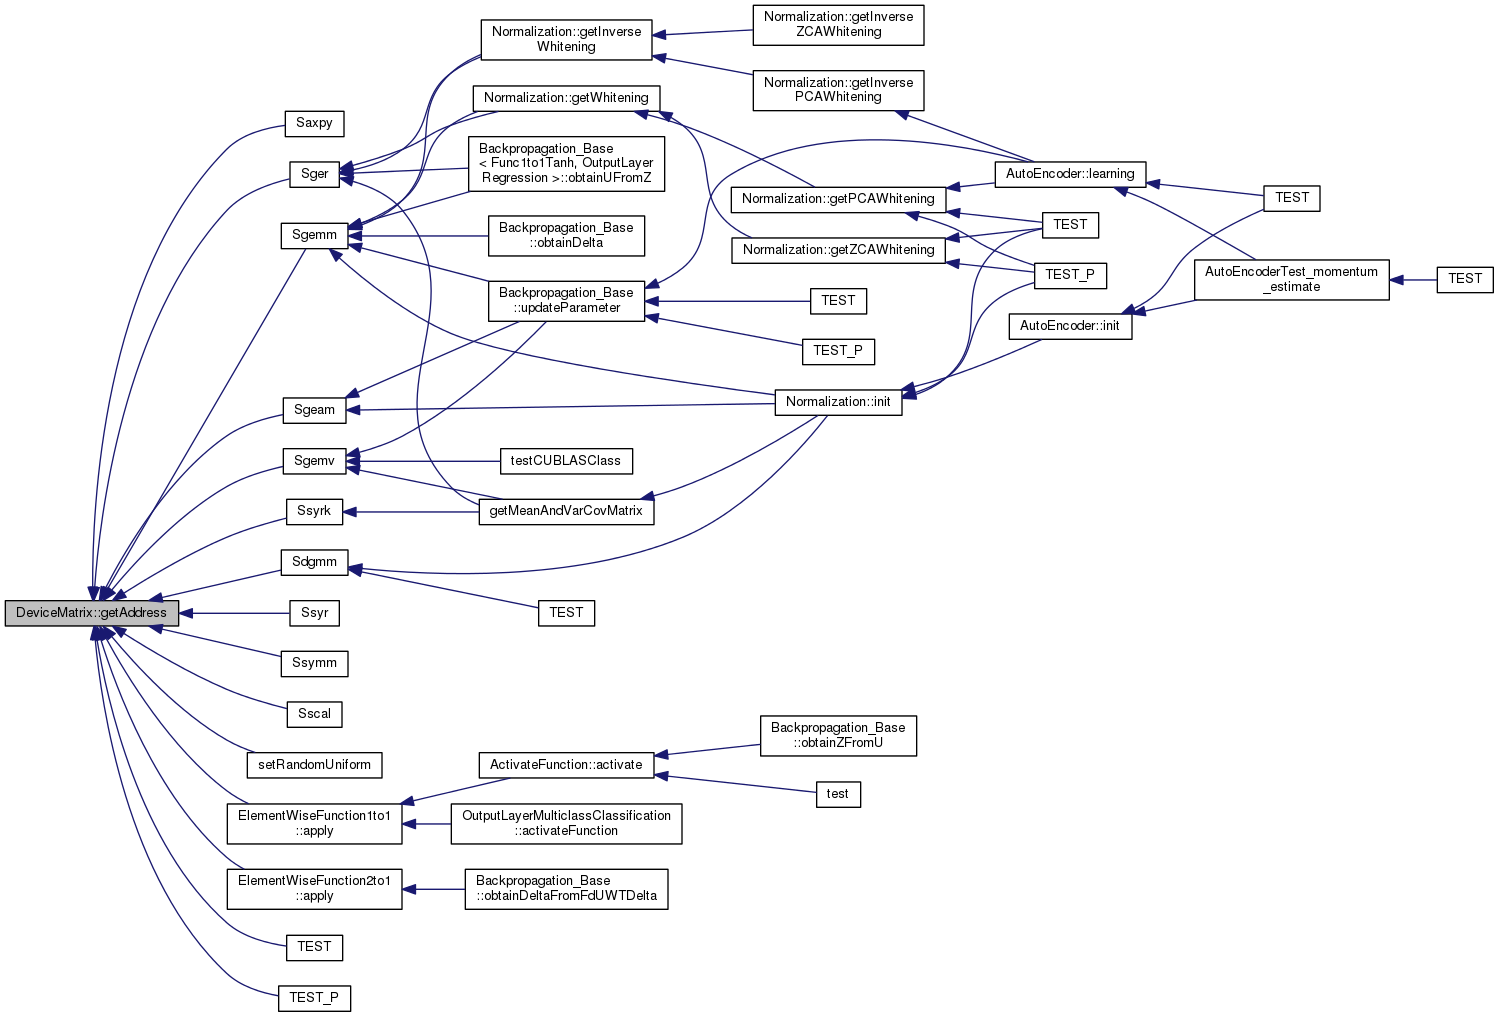 Normalization::getInverse
ZCAWhitening
Normalization::getInverse
Whitening
Normalization::getInverse
PCAWhitening
Normalization::getWhitening
Saxpy
Backpropagation_Base
< Func1to1Tanh, OutputLayer
Regression >::obtainUFromZ
Sger
AutoEncoder::learning
Normalization::getPCAWhitening
TEST
TEST
Sgemm
Backpropagation_Base
::obtainDelta
Normalization::getZCAWhitening
TEST_P
AutoEncoderTest_momentum
_estimate
TEST
Backpropagation_Base
::updateParameter
TEST
AutoEncoder::init
TEST_P
Normalization::init
Sgeam
Sgemv
testCUBLASClass
Ssyrk
getMeanAndVarCovMatrix
Sdgmm
DeviceMatrix::getAddress
Ssyr
TEST
Ssymm
Sscal
setRandomUniform
ActivateFunction::activate
Backpropagation_Base
::obtainZFromU
test
ElementWiseFunction1to1
::apply
OutputLayerMulticlassClassification
::activateFunction
ElementWiseFunction2to1
::apply
Backpropagation_Base
::obtainDeltaFromFdUWTDelta
TEST
TEST_P